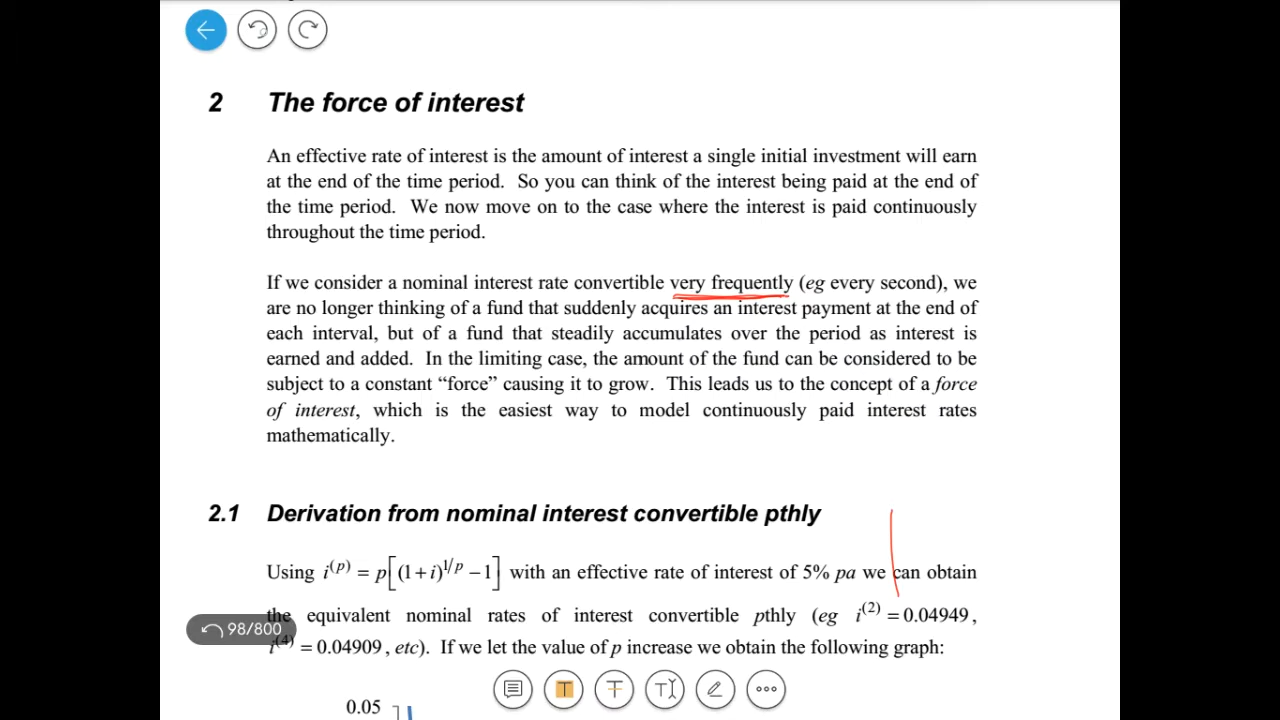 2 The force of interest
An effective rate of interest is the amount of interest a single initial investment will earn
at the end of the time period. So you can think of the interest being paid at the end of
the time period. We now move on to the case where the interest is paid continuously
throughout the time period.
If we consider a nominal interest rate convertible very frequently (eg every second), we
are no longer thinking of a fund that suddenly acquires an interest payment at the end of
each interval, but of a fund that steadily accumulates over the period as interest is
earned and added. In the limiting case, the amount of the fund can be considered to be
subject to a constant “force” causing it to grow. This leads us to the concept of a force
of interest, which is the easiest way to model continuously paid interest rates
mathematically.
2.1 Derivation from nominal interest convertible pthly
Using i^(p) = p[(1+i)^1/p −1] with an effective rate of interest of 5% pa we can obtain
the equivalent nominal rates of interest convertible pthly (eg i^(2) = 0.04949,
98/800
i^(4) = 0.04909, etc). If we let the value of p increase we obtain the following graph:
0.05